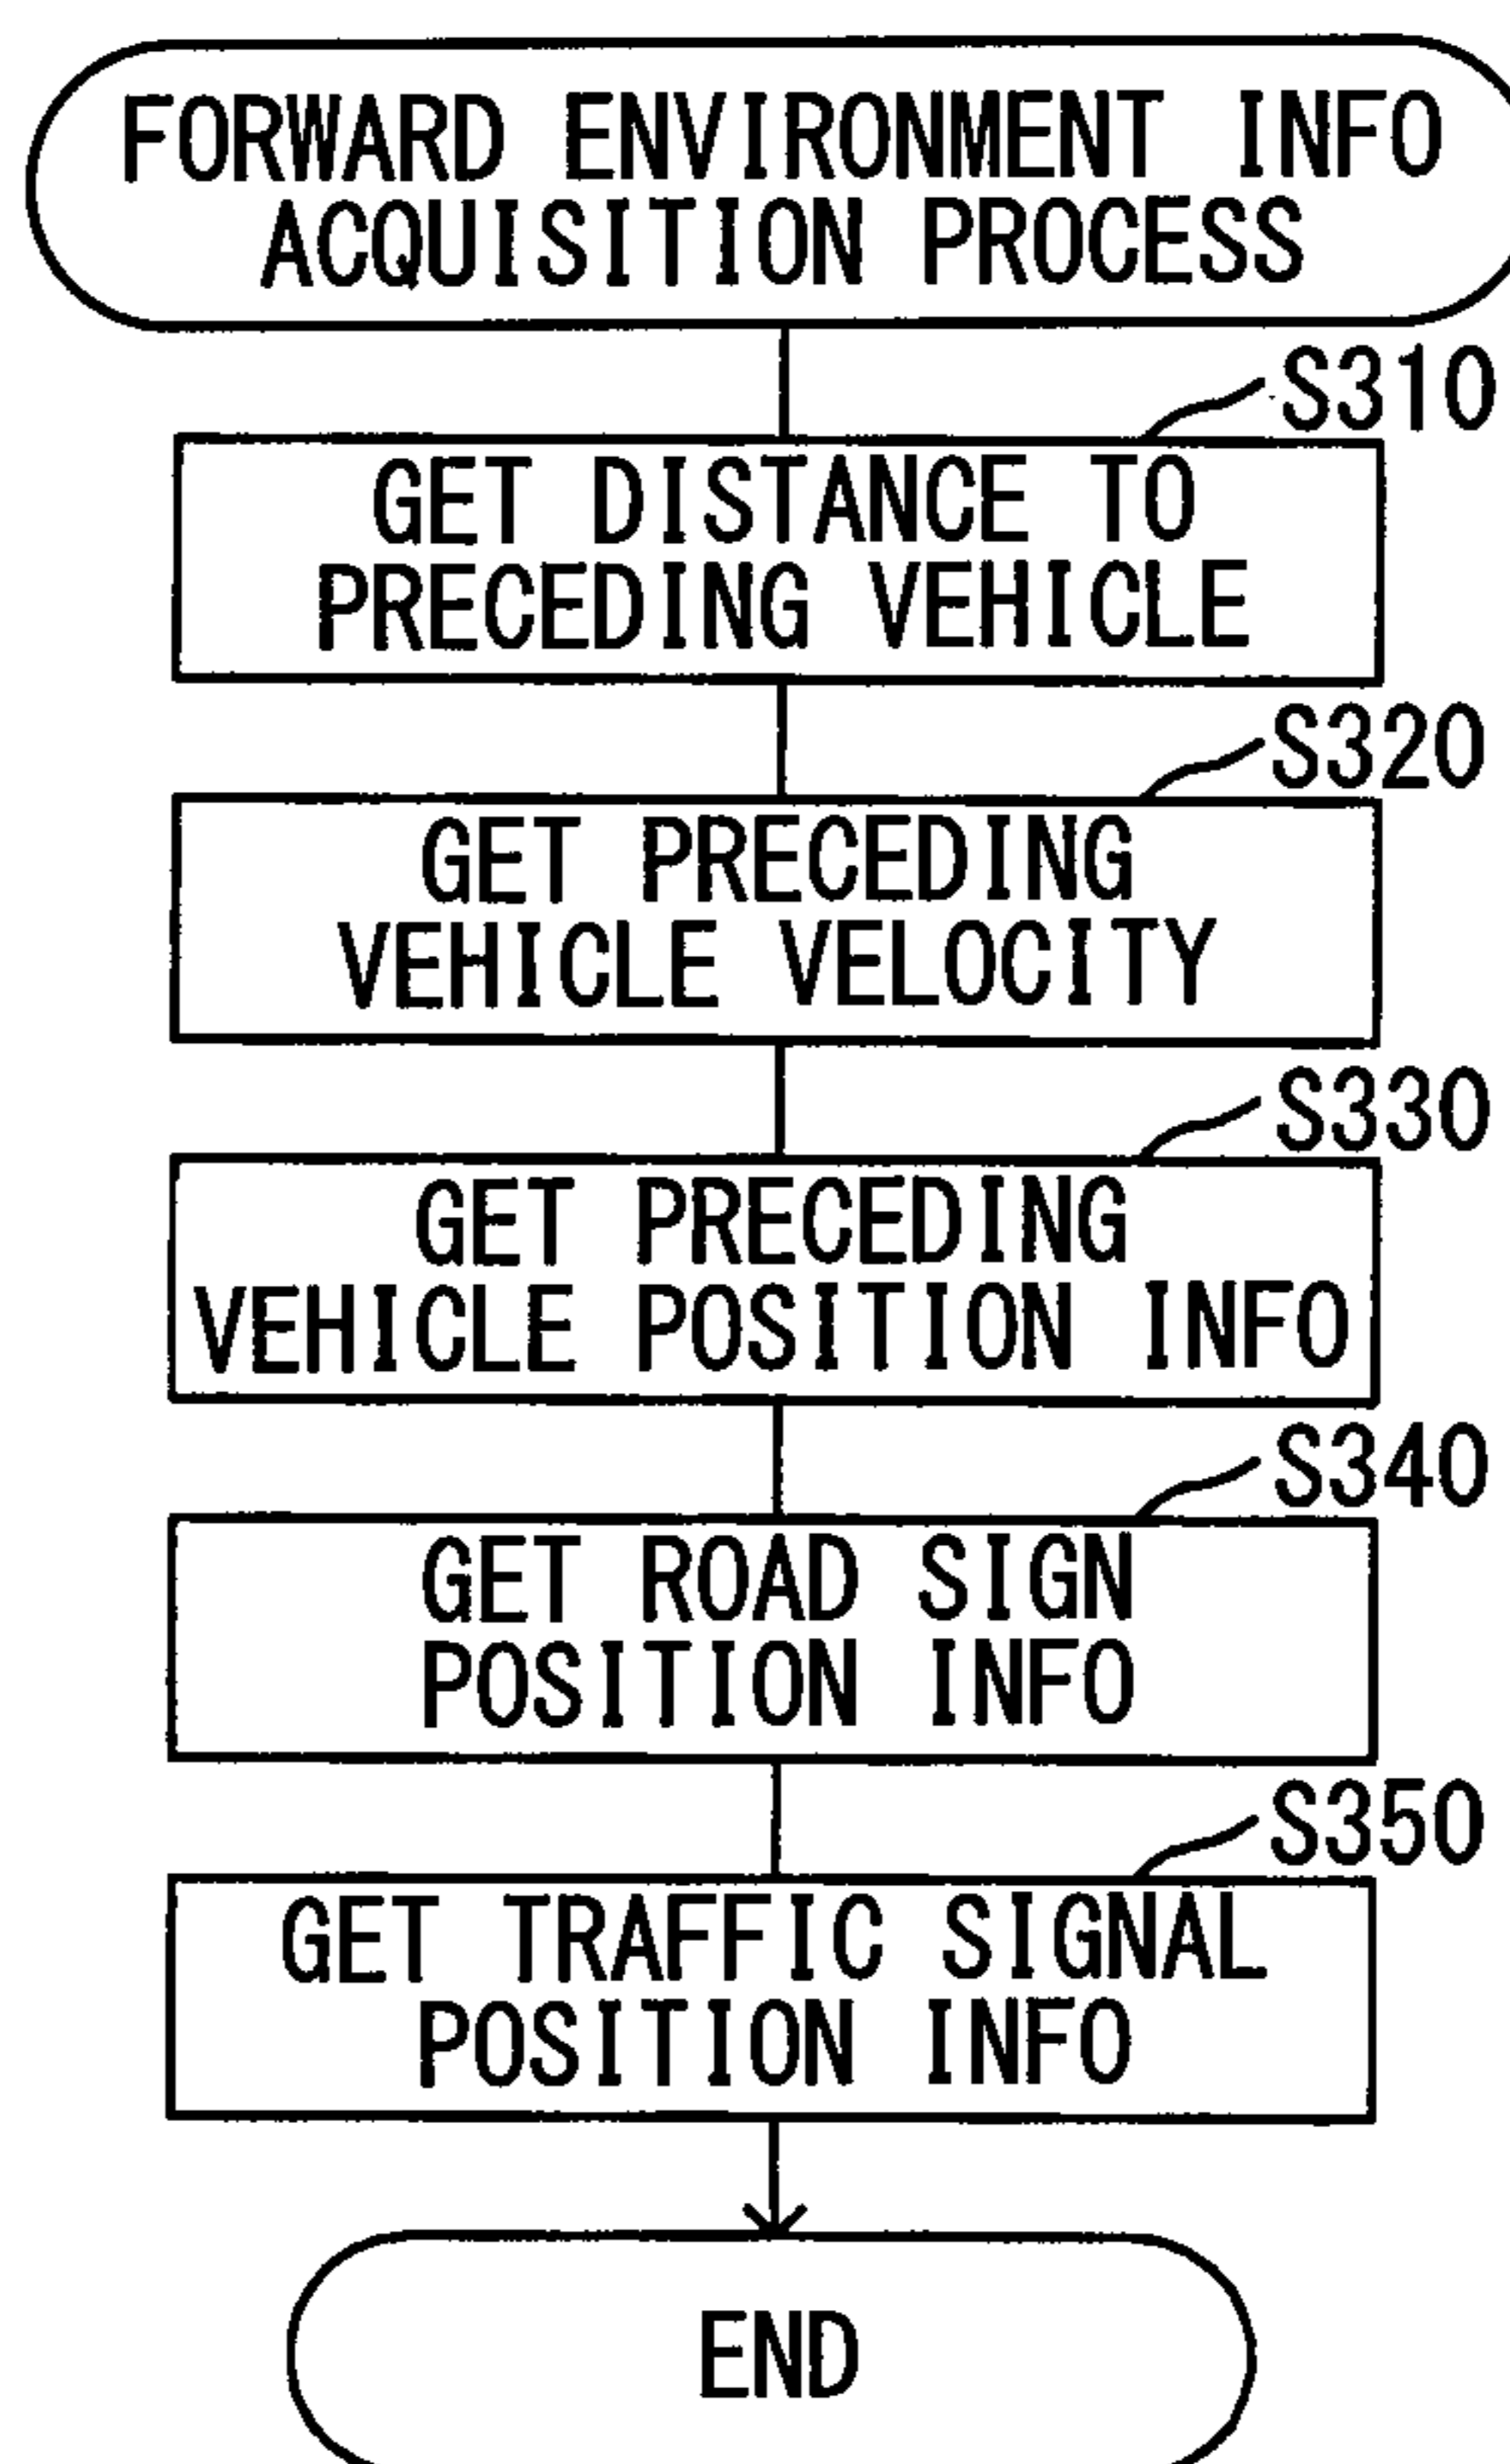 FORWARD ENVIRONMENT INFO
ACQUISITION PROCESS
S310
GET DISTANCE TO
PRECEDING VEHICLE
S320
GET PRECEDING
VEHICLE VELOCITY
S330
GET PRECEDING
VEHICLE POSITION INFO
S340
GET ROAD SIGN
POSITION INFO
S350
GET TRAFFIC SIGNAL
POSITION INFO
END